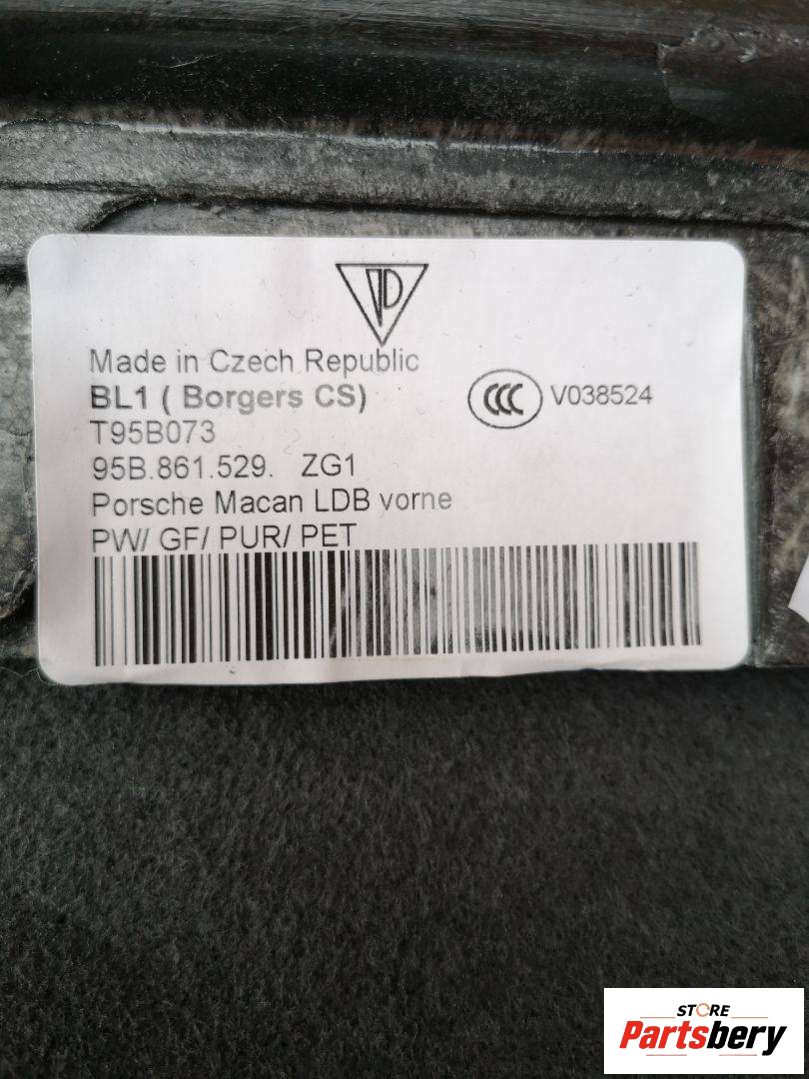 Made in Czech Republic
BL1 ( Borgers CS)
CCC V038524
T95B073
95B.861.529. ZG1
Porsche Macan LDB vorne
PW/ GF/ PUR/ PET
STORE
Partsbery